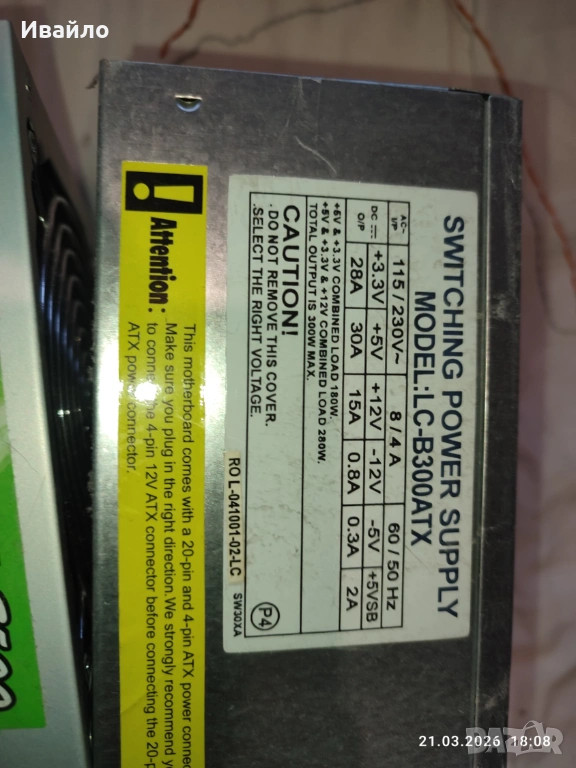 Ивайло
SWITCHING POWER SUPPLY
MODEL:LC-B300ATX
AC~ I/P 115 / 230V~ 8 / 4 A 60 / 50 Hz
DC O/P +3.3V +5V +12V -12V -5V +5VSB
28A 30A 15A 0.8A 0.3A 2A
+5V & +3.3V COMBINED LOAD 180W.
+5V & +3.3V & +12V COMBINED LOAD 280W.
TOTAL OUTPUT IS 300W MAX.
CAUTION!
.DO NOT REMOVE THIS COVER.
.SELECT THE RIGHT VOLTAGE.
P4
RO L-041001-02-LC
SW30XA
! Attention:
This motherboard comes with a 20-pin and 4-pin ATX power connec
.Make sure you plug in the right direction.We strongly recommend you
to connect the 4-pin 12V ATX connector before connecting the 20-p
ATX power connector.
21.03.2026 18:08
BAZAR